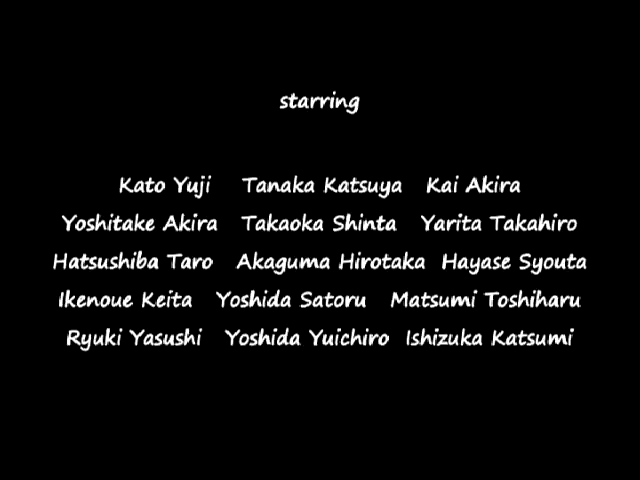 starring
Kato Yuji Tanaka Katsuya Kai Akira
Yoshitake Akira Takaoka Shinta Yarita Takahiro
Hatsushiba Taro Akaguma Hirotaka Hayase Syouta
Ikenoue Keita Yoshida Satoru Matsumi Toshiharu
Ryuki Yasushi Yoshida Yuichiro Ishizuka Katsumi